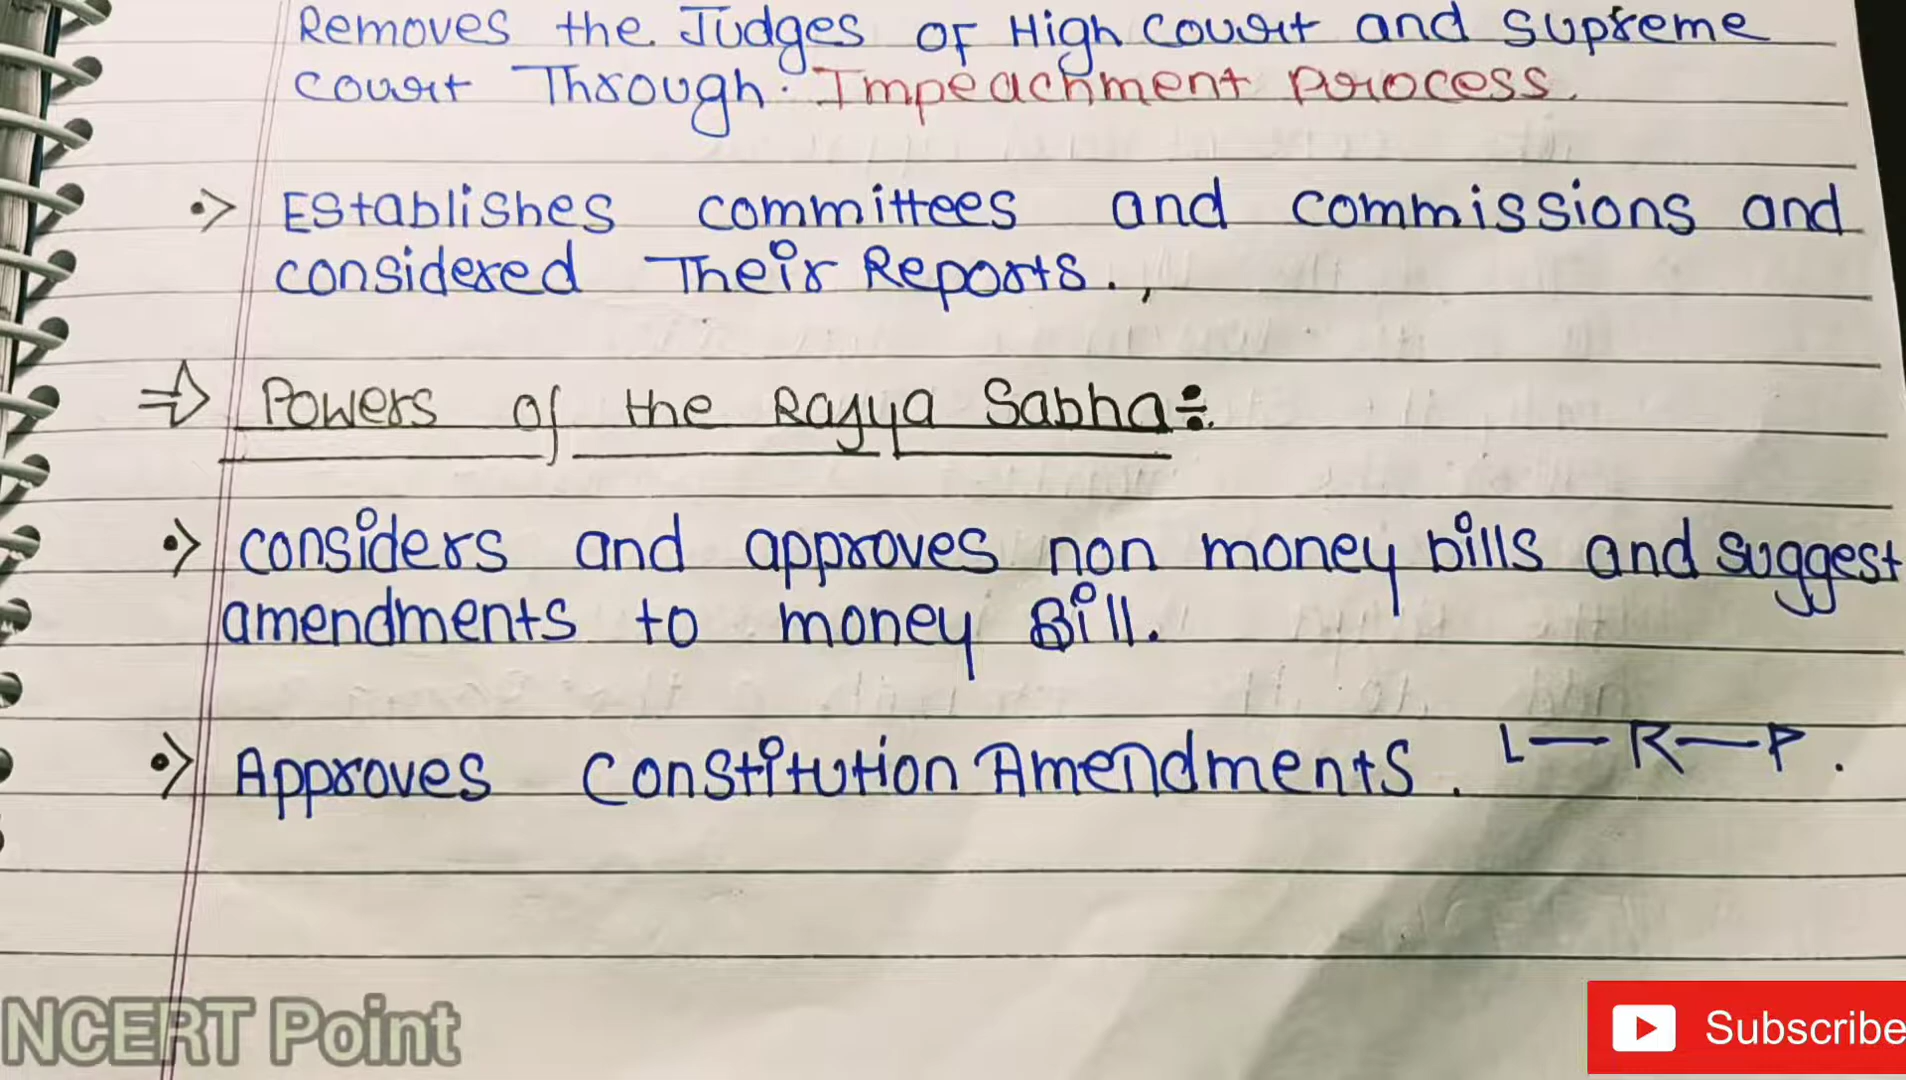 Removes the Judges of High Court and Supreme
Court Through. Impeachment Process.
•> Establishes committees and commissions and
considered Their Reports.,
=> Powers of the Rajya Sabha÷.
•> considers and approves non money bills and suggest
amendments to money Bill.
•> Approves Constitution Amendments. L—R—P.
NCERT Point
Subscribe